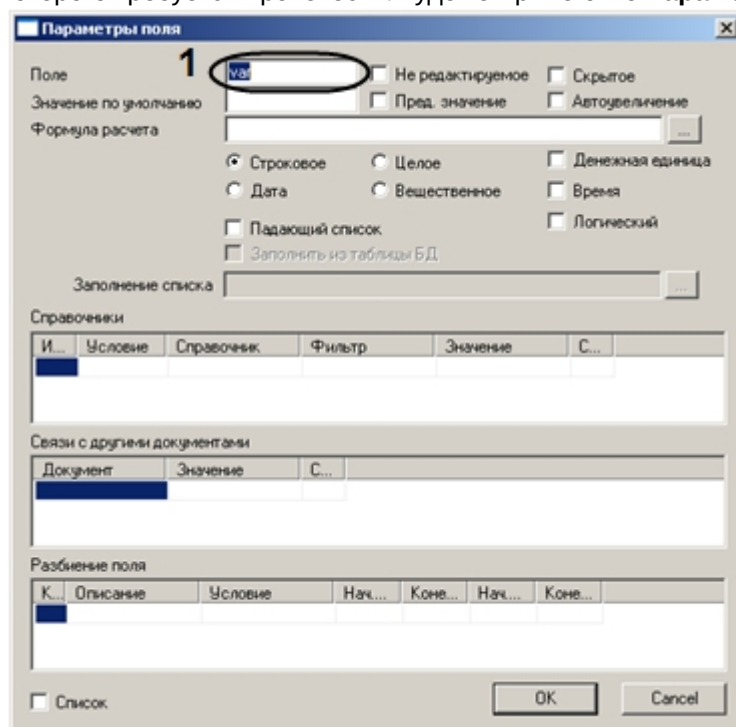 Параметры поля
1
Поле var Не редактируемое Скрытое
Значение по умолчанию Пред. значение Автоувеличение
Формула расчета ...
Строковое Целое Денежная единица
Дата Вещественное Время
Падающий список Логический
Заполнить из таблицы БД
Заполнение списка ...
Справочники
И... Условие Справочник Фильтр Значение С...
Связи с другими документами
Документ Значение С...
Разбиение поля
К... Описание Условие Нач.... Коне... Нач.... Коне...
Список OK Cancel